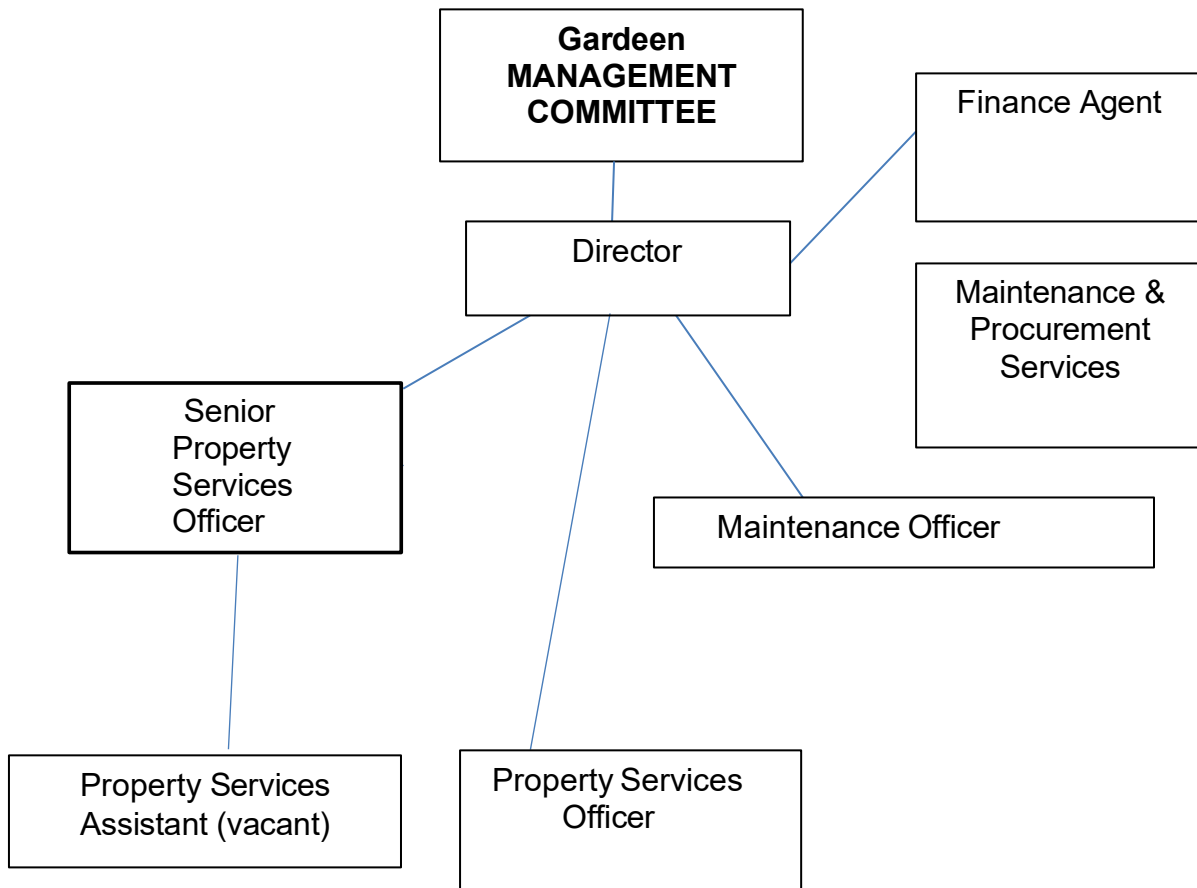 Gardeen
MANAGEMENT
COMMITTEE
Finance Agent
Director
Maintenance &
Procurement
Services
Senior
Property
Services
Officer
Maintenance Officer
Property Services
Assistant (vacant)
Property Services
Officer